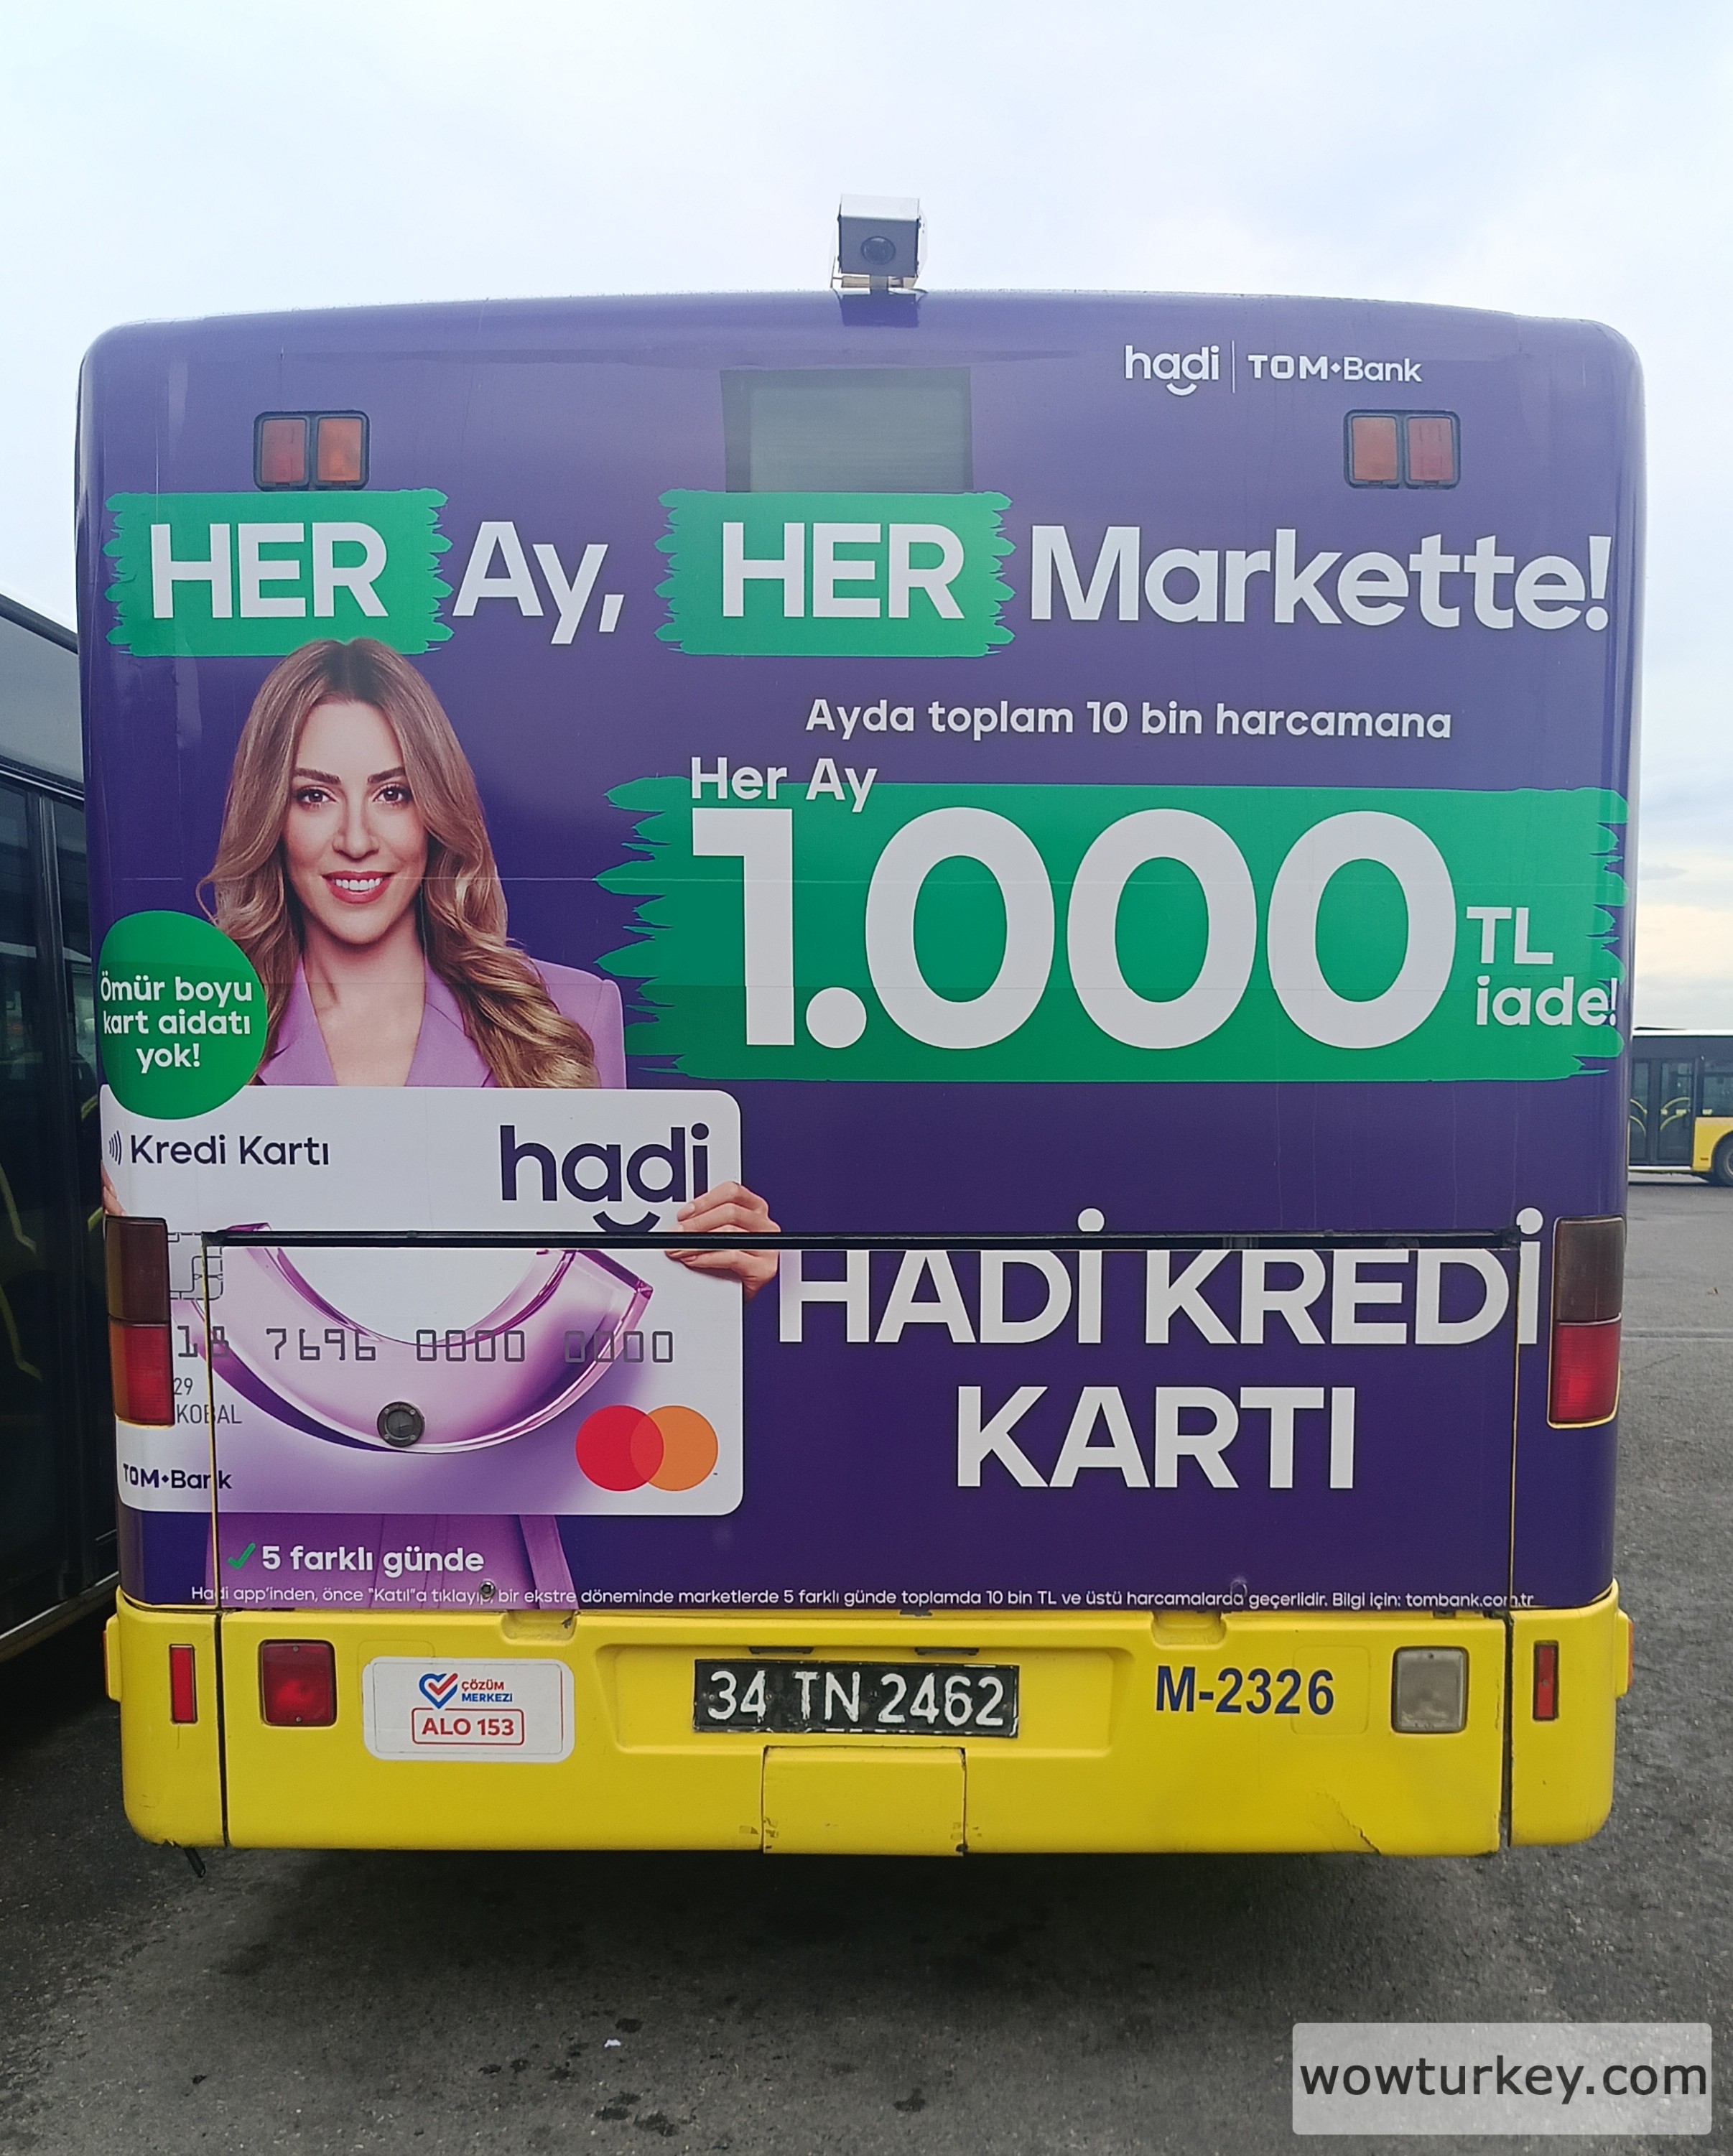 hadi | TOM•Bank
HER Ay, HER Markette!
Ayda toplam 10 bin harcamana
Her Ay
1.000 TL iade!
Ömür boyu
kart aidatı
yok!
Kredi Kartı
hadi
HADİ KREDİ
KARTI
18 7696 0000 0000
29
KOBAL
TOM•Bank
5 farklı günde
Hadi app'inden, önce "Katıl"a tıklayıp, bir ekstre döneminde marketlerde 5 farklı günde toplamda 10 bin TL ve üstü harcamalarda geçerlidir. Bilgi için: tombank.com.tr
ÇÖZÜM
MERKEZİ
ALO 153
34 TN 2462
M-2326
wowturkey.com